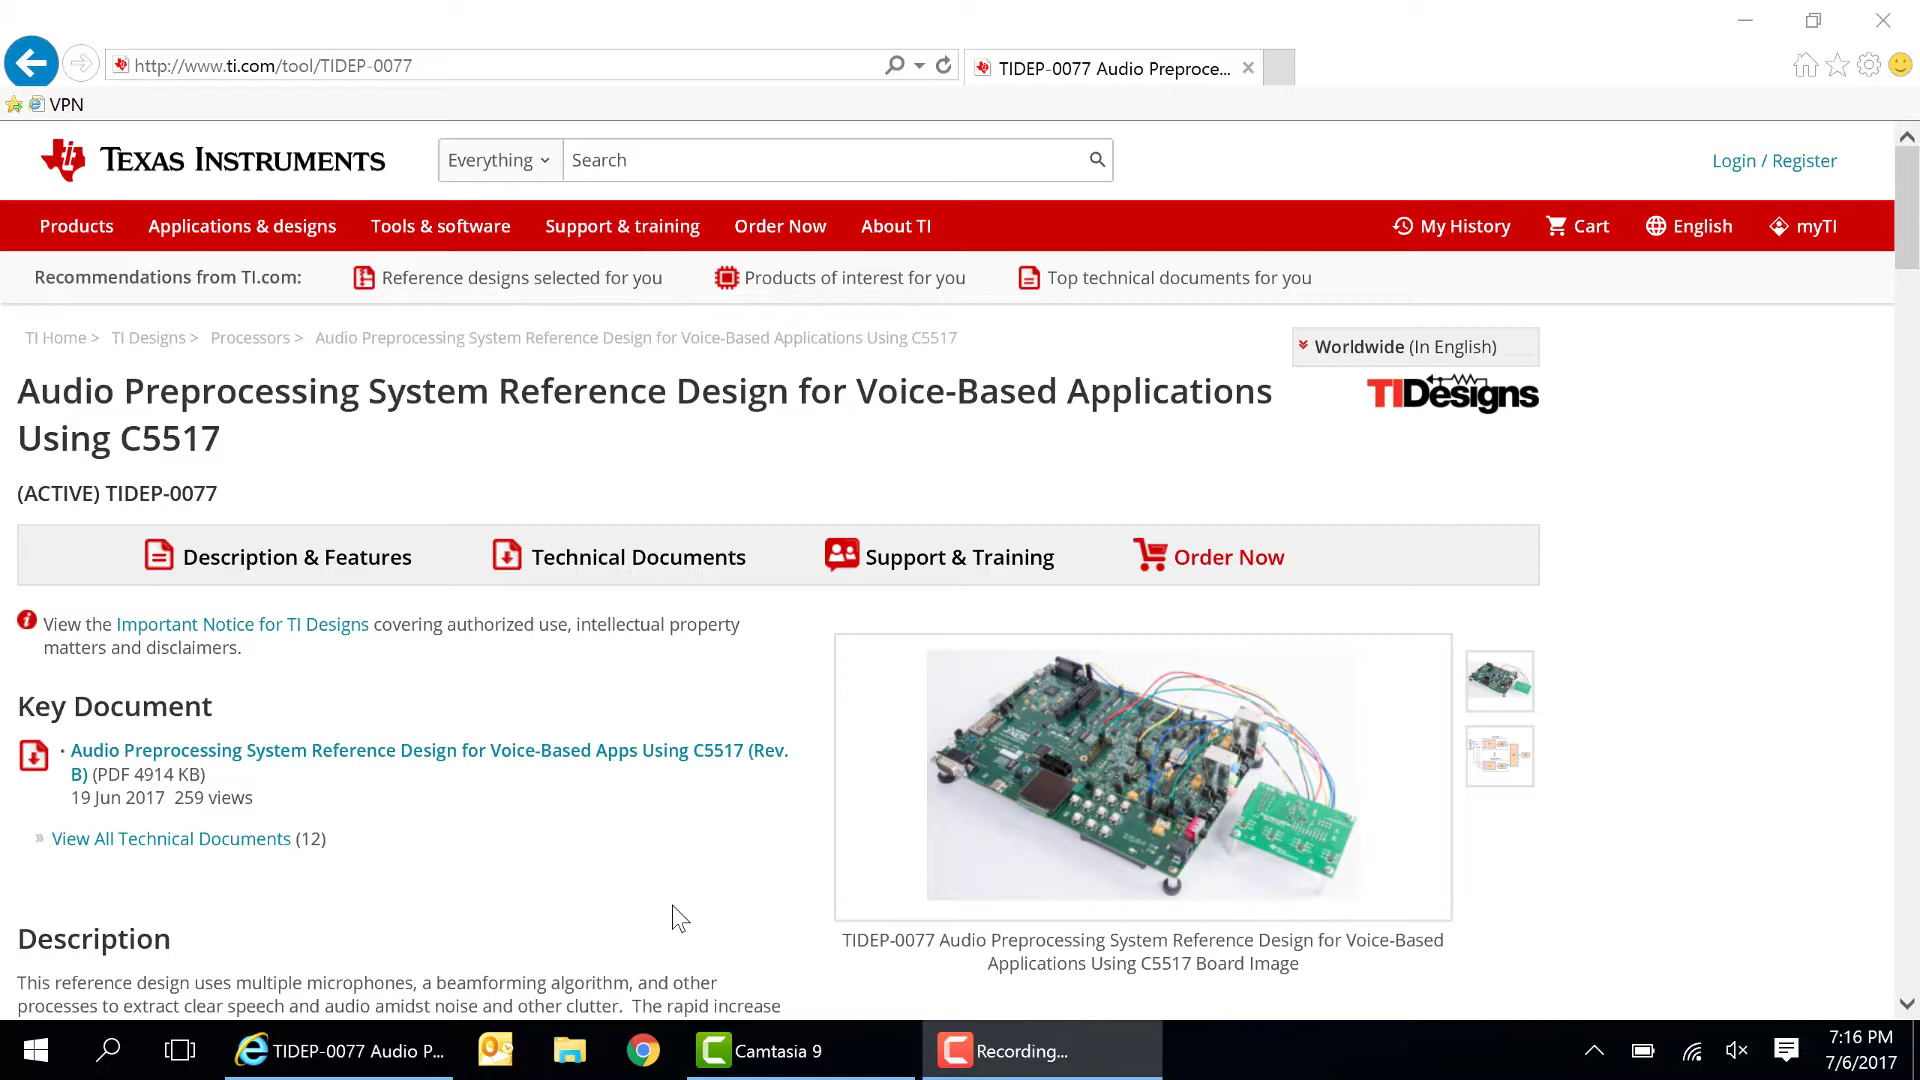 http://www.ti.com/tool/TIDEP-0077
TIDEP-0077 Audio Preproce...
VPN
TEXAS INSTRUMENTS
Everything
Search
Login / Register
Products
Applications & designs
Tools & software
Support & training
Order Now
About TI
My History
Cart
English
myTI
Recommendations from TI.com:
Reference designs selected for you
Products of interest for you
Top technical documents for you
TI Home >
TI Designs >
Processors >
Audio Preprocessing System Reference Design for Voice-Based Applications Using C5517
Worldwide (In English)
Audio Preprocessing System Reference Design for Voice-Based Applications
Using C5517
TIDesigns
(ACTIVE) TIDEP-0077
Description & Features
Technical Documents
Support & Training
Order Now
View the Important Notice for TI Designs covering authorized use, intellectual property
matters and disclaimers.
Key Document
· Audio Preprocessing System Reference Design for Voice-Based Apps Using C5517 (Rev.
B) (PDF 4914 KB)
19 Jun 2017 259 views
» View All Technical Documents (12)
TIDEP-0077 Audio Preprocessing System Reference Design for Voice-Based
Applications Using C5517 Board Image
Description
This reference design uses multiple microphones, a beamforming algorithm, and other
processes to extract clear speech and audio amidst noise and other clutter. The rapid increase
TIDEP-0077 Audio P...
Camtasia 9
Recording...
7:16 PM
7/6/2017